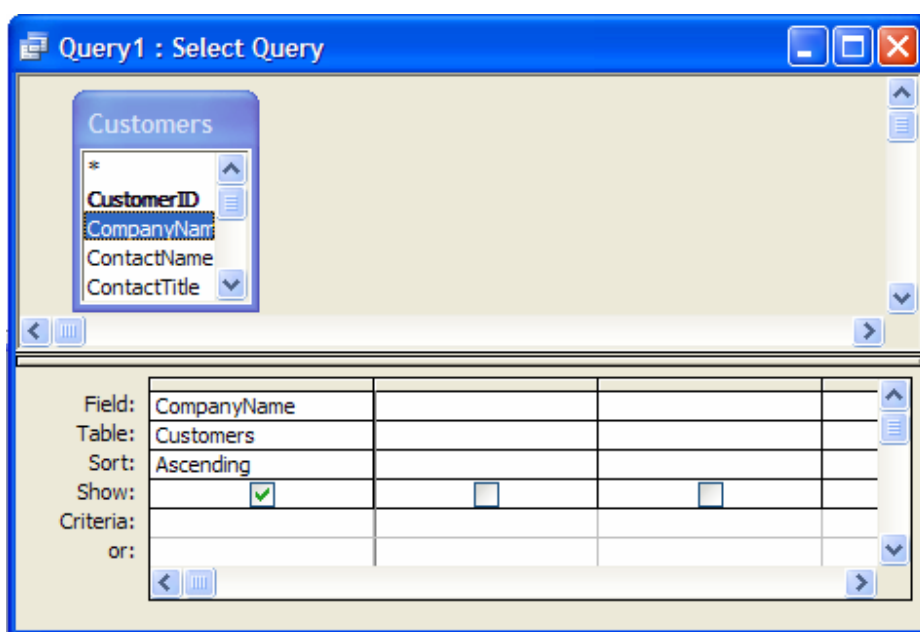 Query1 : Select Query
Customers
*
CustomerID
CompanyNam
ContactName
ContactTitle
Field: CompanyName
Table: Customers
Sort: Ascending
Show:
Criteria:
or: